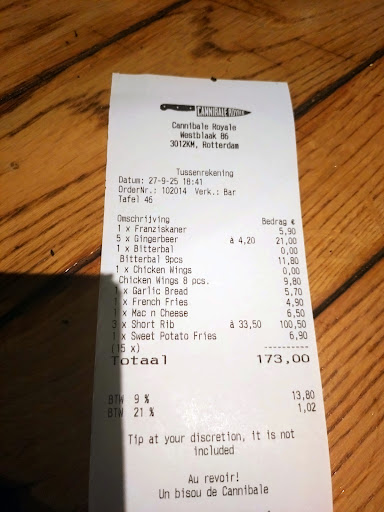 CANNIBALE ROYALE
Cannibale Royale
Westblaak 86
3012KM, Rotterdam
Tussenrekening
Datum: 27-9-25 18:41
OrderNr.: 102014 Verk.: Bar
Tafel 46
Omschrijving Bedrag €
1 x Franziskaner 5,90
5 x Gingerbeer à 4,20 21,00
1 x Bitterbal 0,00
Bitterbal 9pcs 11,80
1 x Chicken Wings 0,00
Chicken Wings 8 pcs. 9,80
1 x Garlic Bread 5,70
1 x French Fries 4,90
1 x Mac n Cheese 6,50
3 x Short Rib à 33,50 100,50
1 x Sweet Potato Fries 6,90
(15 x) ---------
Totaal 173,00
BTW 9 % 13,80
BTW 21 % 1,02
Tip at your discretion, it is not
included
Au revoir!
Un bisou de Cannibale